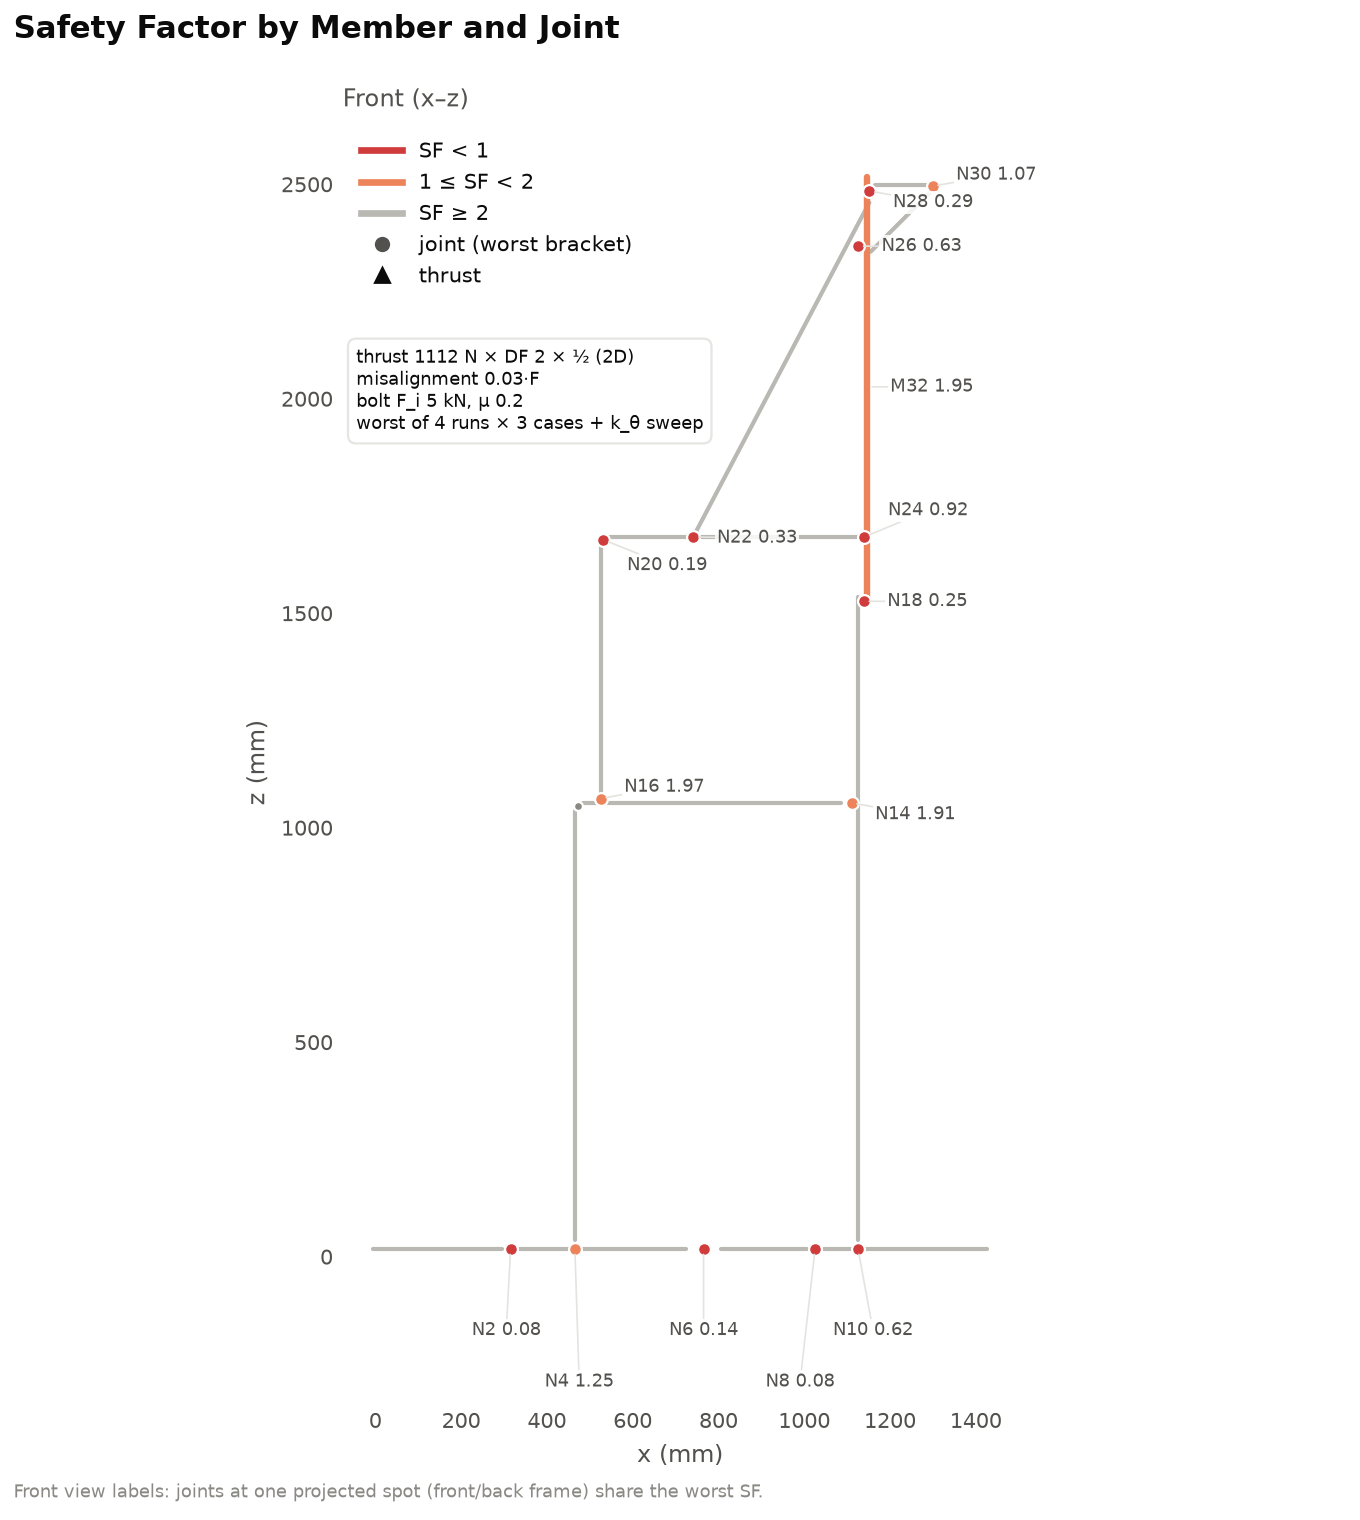 Safety Factor by Member and Joint
Front (x–z)
SF < 1
1 ≤ SF < 2
SF ≥ 2
joint (worst bracket)
thrust
thrust 1112 N × DF 2 × ½ (2D)
misalignment 0.03·F
bolt F_i 5 kN, μ 0.2
worst of 4 runs × 3 cases + k_θ sweep
N30 1.07
N28 0.29
N26 0.63
M32 1.95
N24 0.92
N22 0.33
N20 0.19
N18 0.25
N16 1.97
N14 1.91
N2 0.08
N6 0.14
N10 0.62
N4 1.25
N8 0.08
2500
2000
1500
1000
500
0
z (mm)
0 200 400 600 800 1000 1200 1400
x (mm)
Front view labels: joints at one projected spot (front/back frame) share the worst SF.